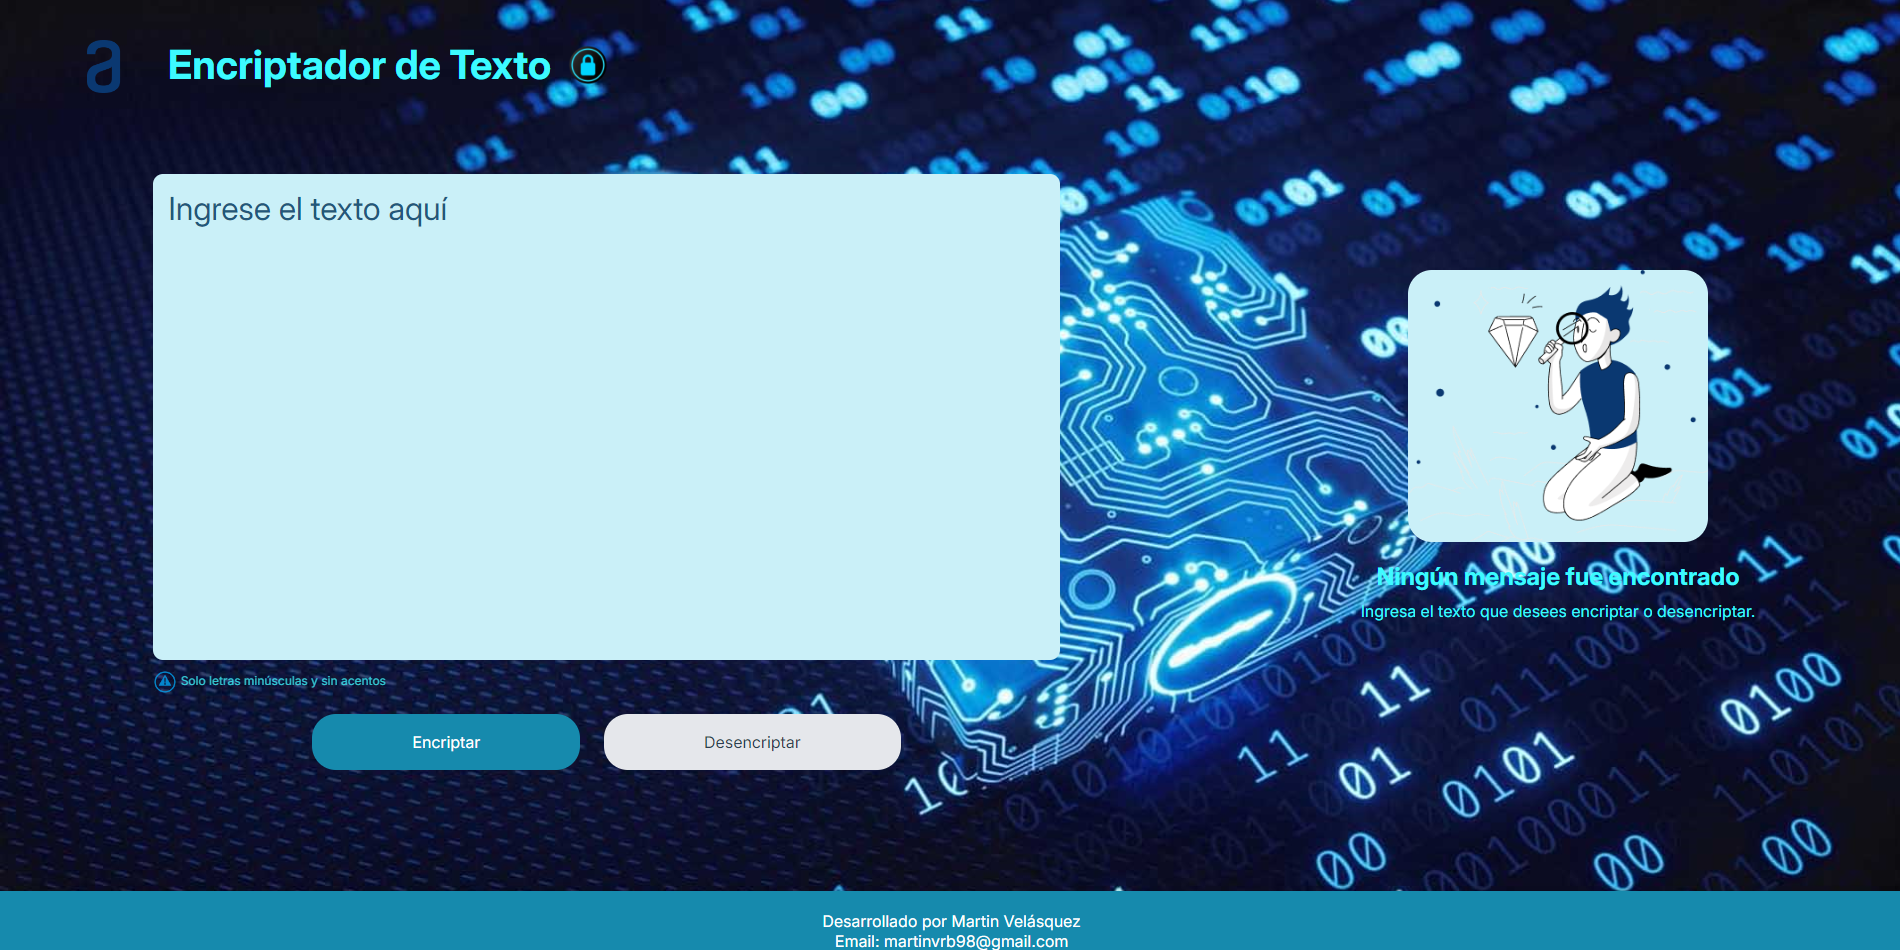 a
Encriptador de Texto
Ingrese el texto aquí
Ningún mensaje fue encontrado
Ingresa el texto que desees encriptar o desencriptar.
Solo letras minúsculas y sin acentos
Encriptar
Desencriptar
Desarrollado por Martin Velásquez
Email: martinvrb98@gmail.com